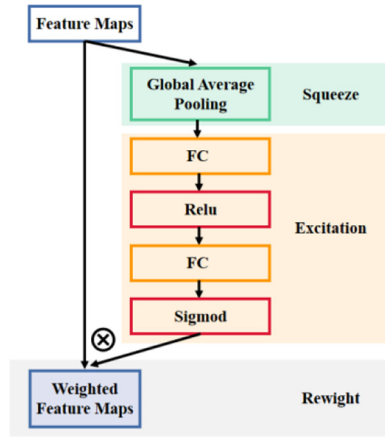 Feature Maps
Global Average
Pooling
Squeeze
FC
Relu
Excitation
FC
Sigmod
Weighted
Feature Maps
Rewight